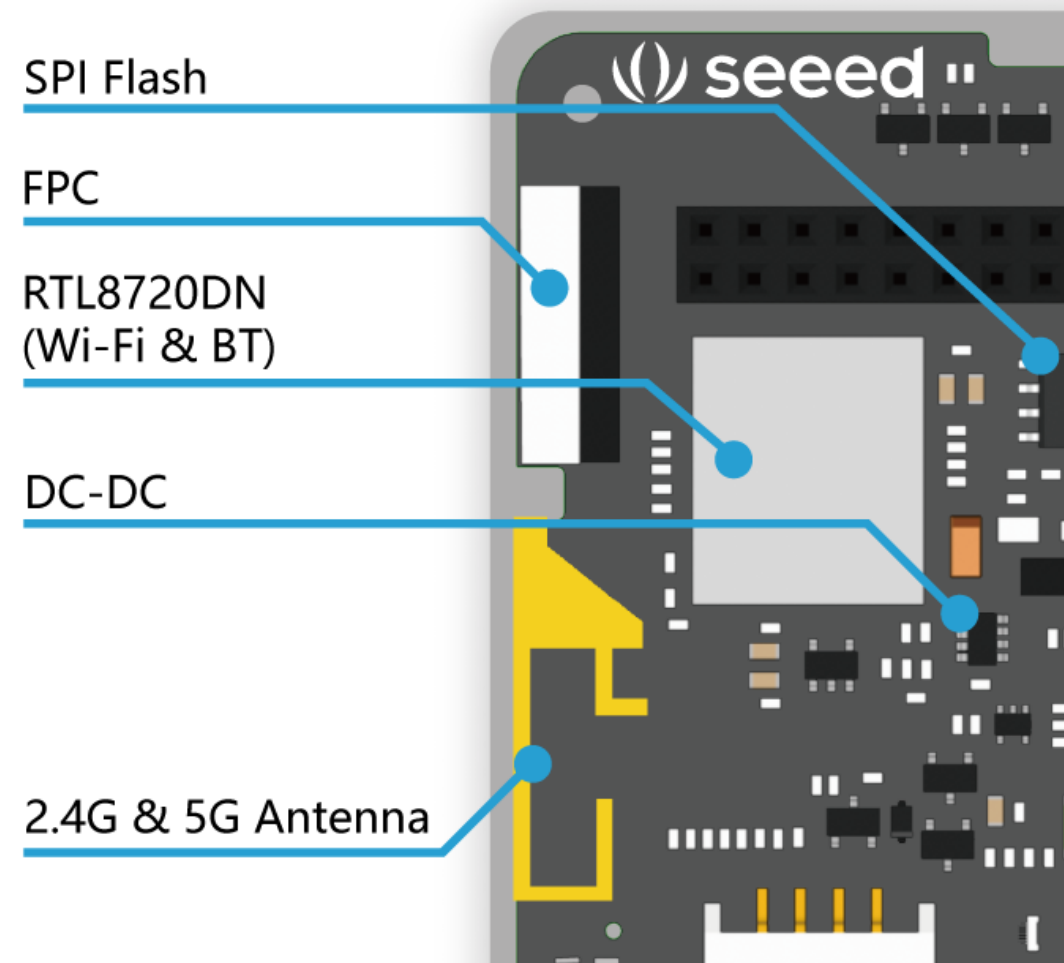 seeed
SPI Flash
FPC
RTL8720DN
(Wi-Fi & BT)
DC-DC
2.4G & 5G Antenna